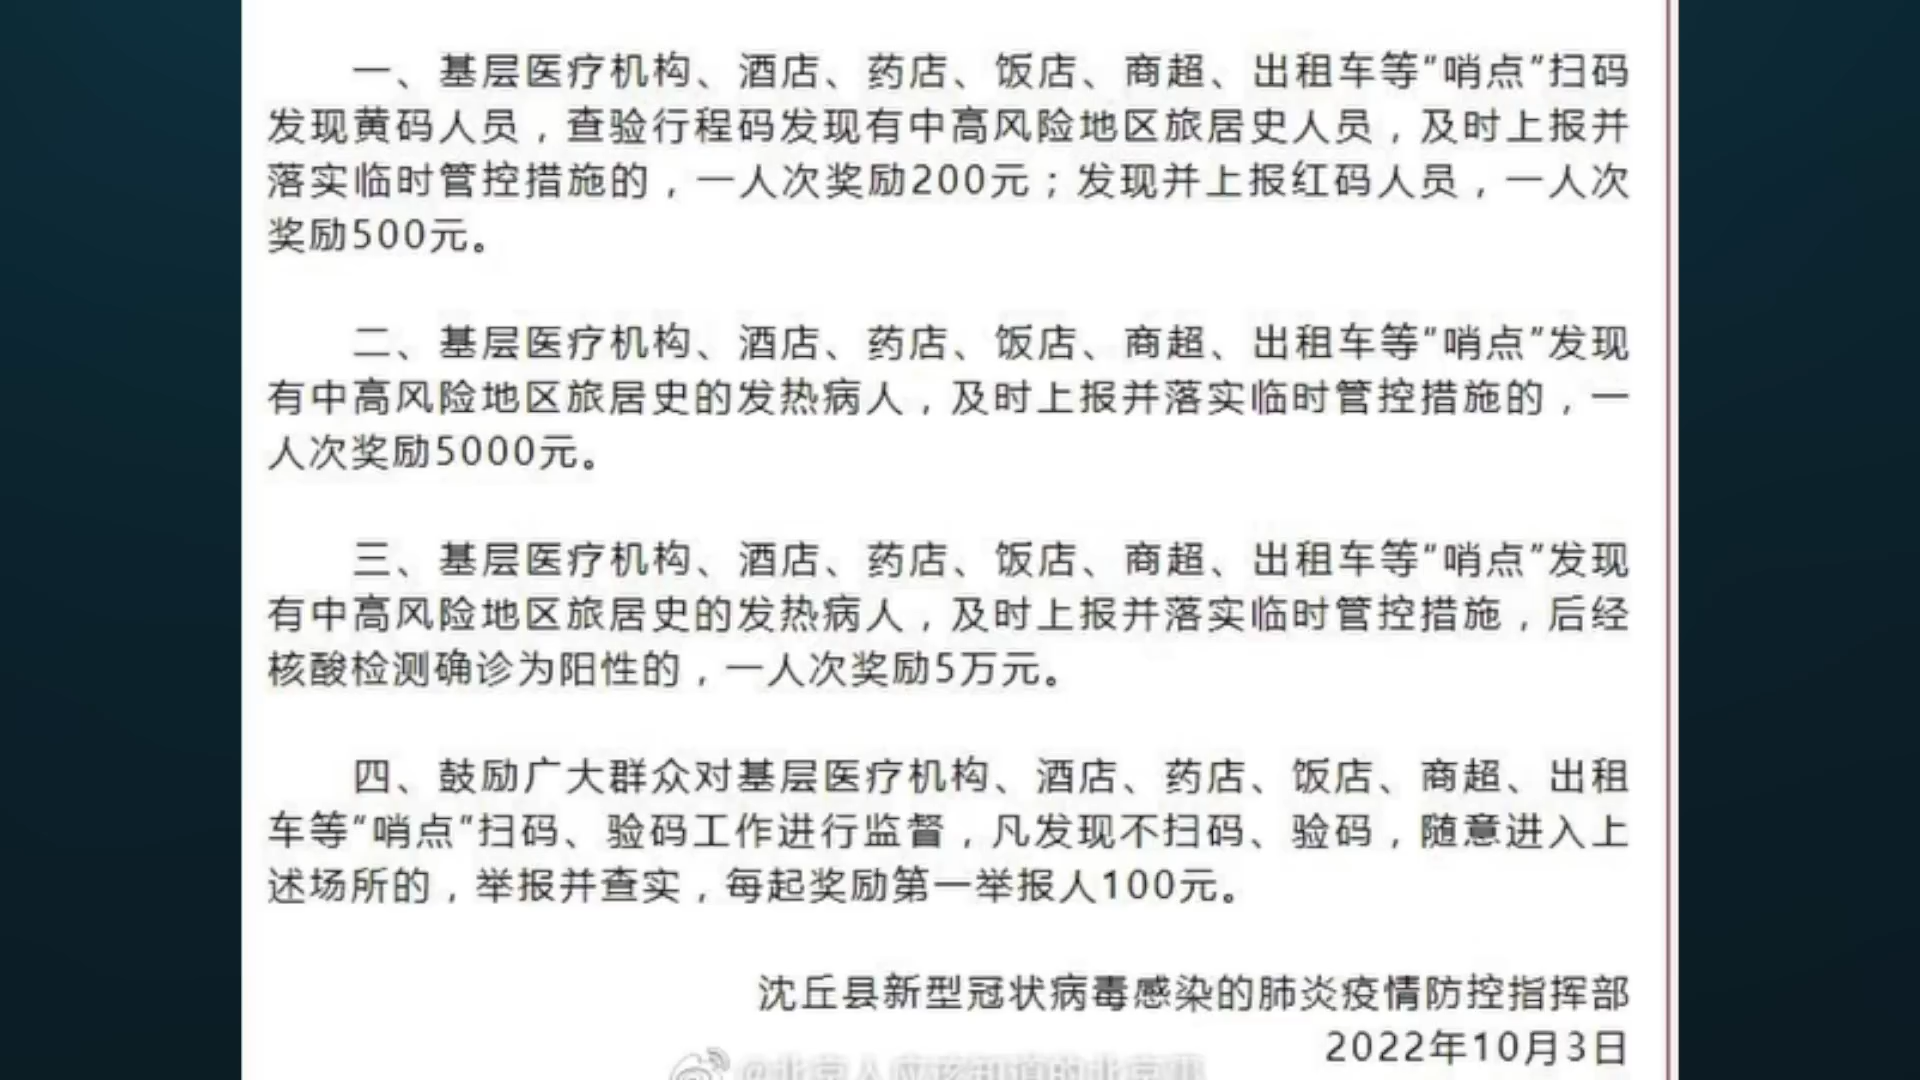 一、基层医疗机构、酒店、药店、饭店、商超、出租车等“哨点”扫码
发现黄码人员，查验行程码发现有中高风险地区旅居史人员，及时上报并
落实临时管控措施的，一人次奖励200元；发现并上报红码人员，一人次
奖励500元。
二、基层医疗机构、酒店、药店、饭店、商超、出租车等“哨点”发现
有中高风险地区旅居史的发热病人，及时上报并落实临时管控措施的，一
人次奖励5000元。
三、基层医疗机构、酒店、药店、饭店、商超、出租车等“哨点”发现
有中高风险地区旅居史的发热病人，及时上报并落实临时管控措施，后经
核酸检测确诊为阳性的，一人次奖励5万元。
四、鼓励广大群众对基层医疗机构、酒店、药店、饭店、商超、出租
车等“哨点”扫码、验码工作进行监督，凡发现不扫码、验码，随意进入上
述场所的，举报并查实，每起奖励第一举报人100元。
沈丘县新型冠状病毒感染的肺炎疫情防控指挥部
2022年10月3日